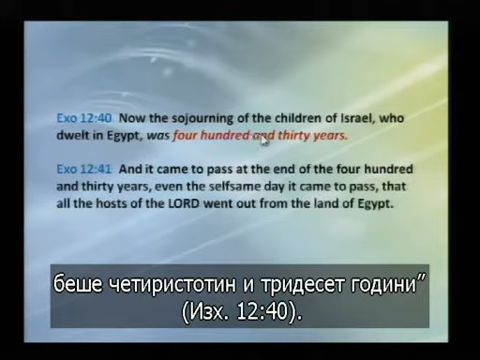 Exo 12:40 Now the sojourning of the children of Israel, who
dwelt in Egypt, was four hundred and thirty years.
Exo 12:41 And it came to pass at the end of the four hundred
and thirty years, even the selfsame day it came to pass, that
all the hosts of the LORD went out from the land of Egypt.
беше четиристотин и тридесет години”
(Изх. 12:40).